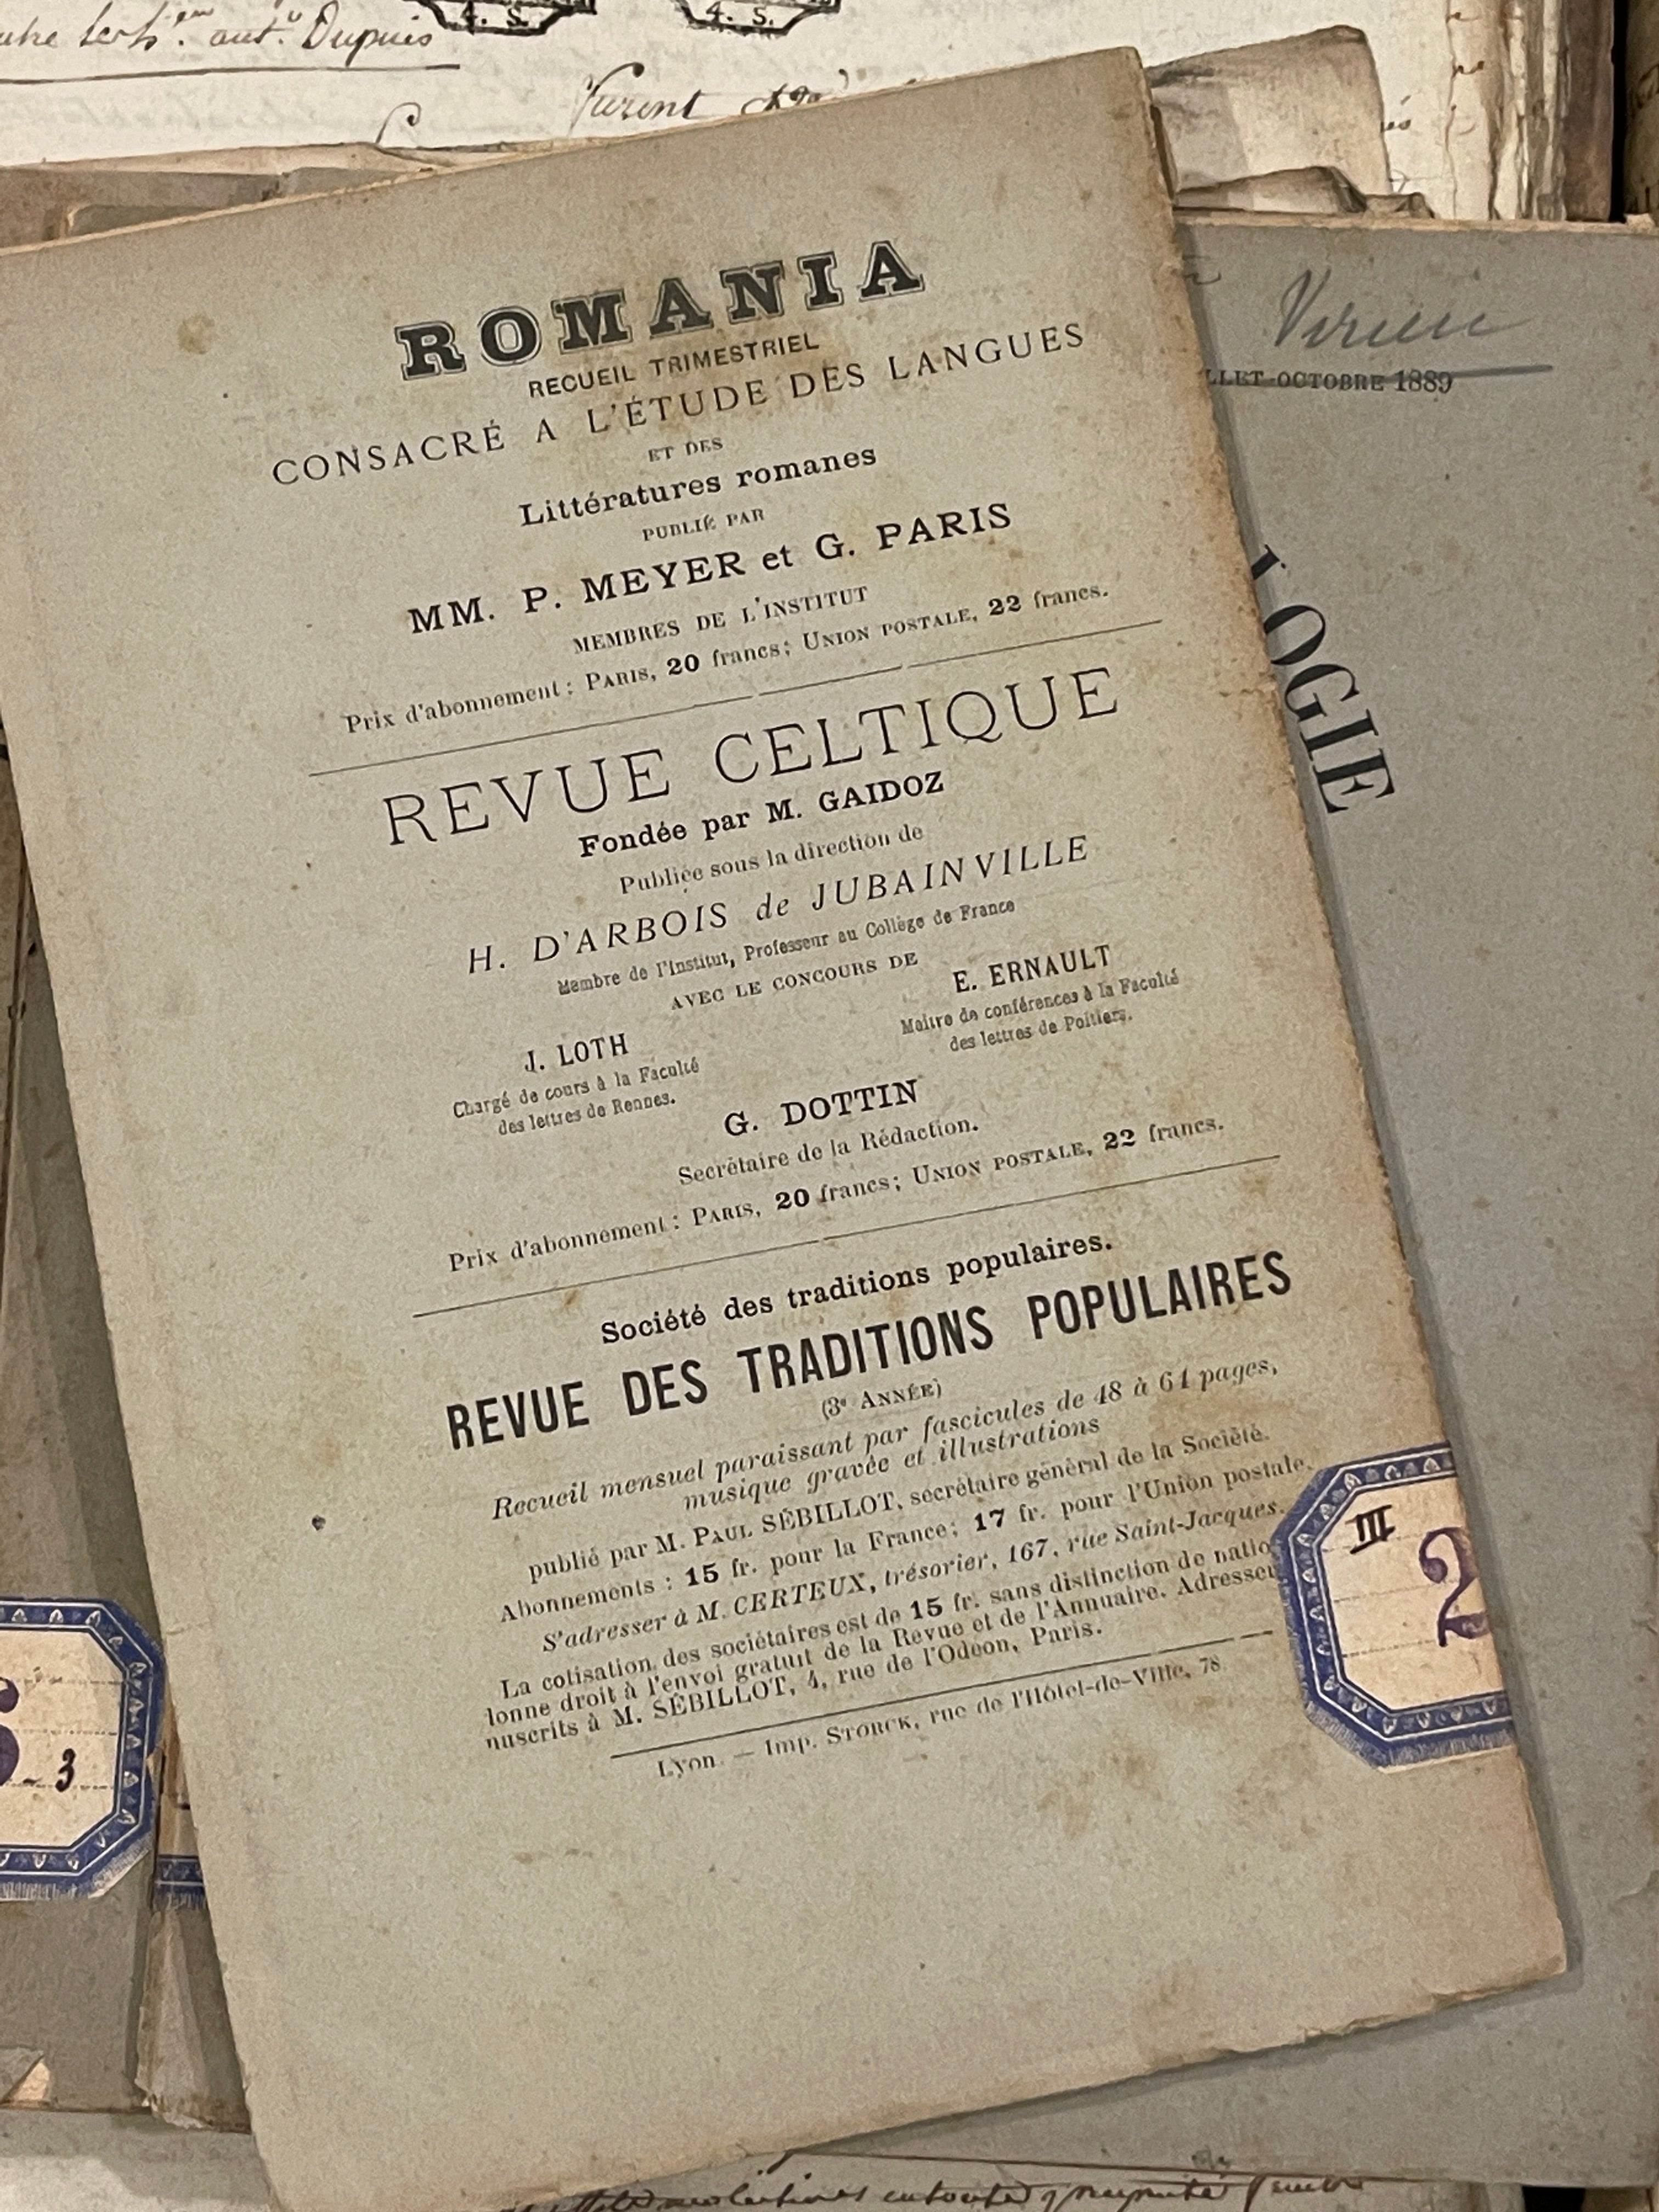 aut. Dupuis
4. S. 4. S.
Virieu
LLET-OCTOBRE 1889
LOGIE
ROMANIA
RECUEIL TRIMESTRIEL
CONSACRÉ A L'ÉTUDE DES LANGUES
ET DES
Littératures romanes
PUBLIÉ PAR
MM. P. MEYER et G. PARIS
MEMBRES DE L'INSTITUT
Prix d'abonnement : PARIS, 20 francs ; UNION POSTALE, 22 francs.
REVUE CELTIQUE
Fondée par M. GAIDOZ
Publiée sous la direction de
H. D'ARBOIS de JUBAINVILLE
Membre de l'Institut, Professeur au Collège de France
AVEC LE CONCOURS DE
J. LOTH
Chargé de cours à la Faculté
des lettres de Rennes.
E. ERNAULT
Maître de conférences à la Faculté
des lettres de Poitiers.
G. DOTTIN
Secrétaire de la Rédaction.
Prix d'abonnement : PARIS, 20 francs ; UNION POSTALE, 22 francs.
Société des traditions populaires.
REVUE DES TRADITIONS POPULAIRES
(3e ANNÉE)
Recueil mensuel paraissant par fascicules de 48 à 64 pages,
musique gravée et illustrations
publié par M. PAUL SÉBILLOT, secrétaire général de la Société.
Abonnements : 15 fr. pour la France ; 17 fr. pour l'Union postale.
S'adresser à M. CERTEUX, trésorier, 167, rue Saint-Jacques.
La cotisation des sociétaires est de 15 fr. sans distinction de natio
lonne droit à l'envoi gratuit de la Revue et de l'Annuaire. Adresser
nuscrits à M. SÉBILLOT, 4, rue de l'Odéon, Paris.
Lyon. — Imp. STORCK, rue de l'Hôtel-de-Ville, 78
III
2
3